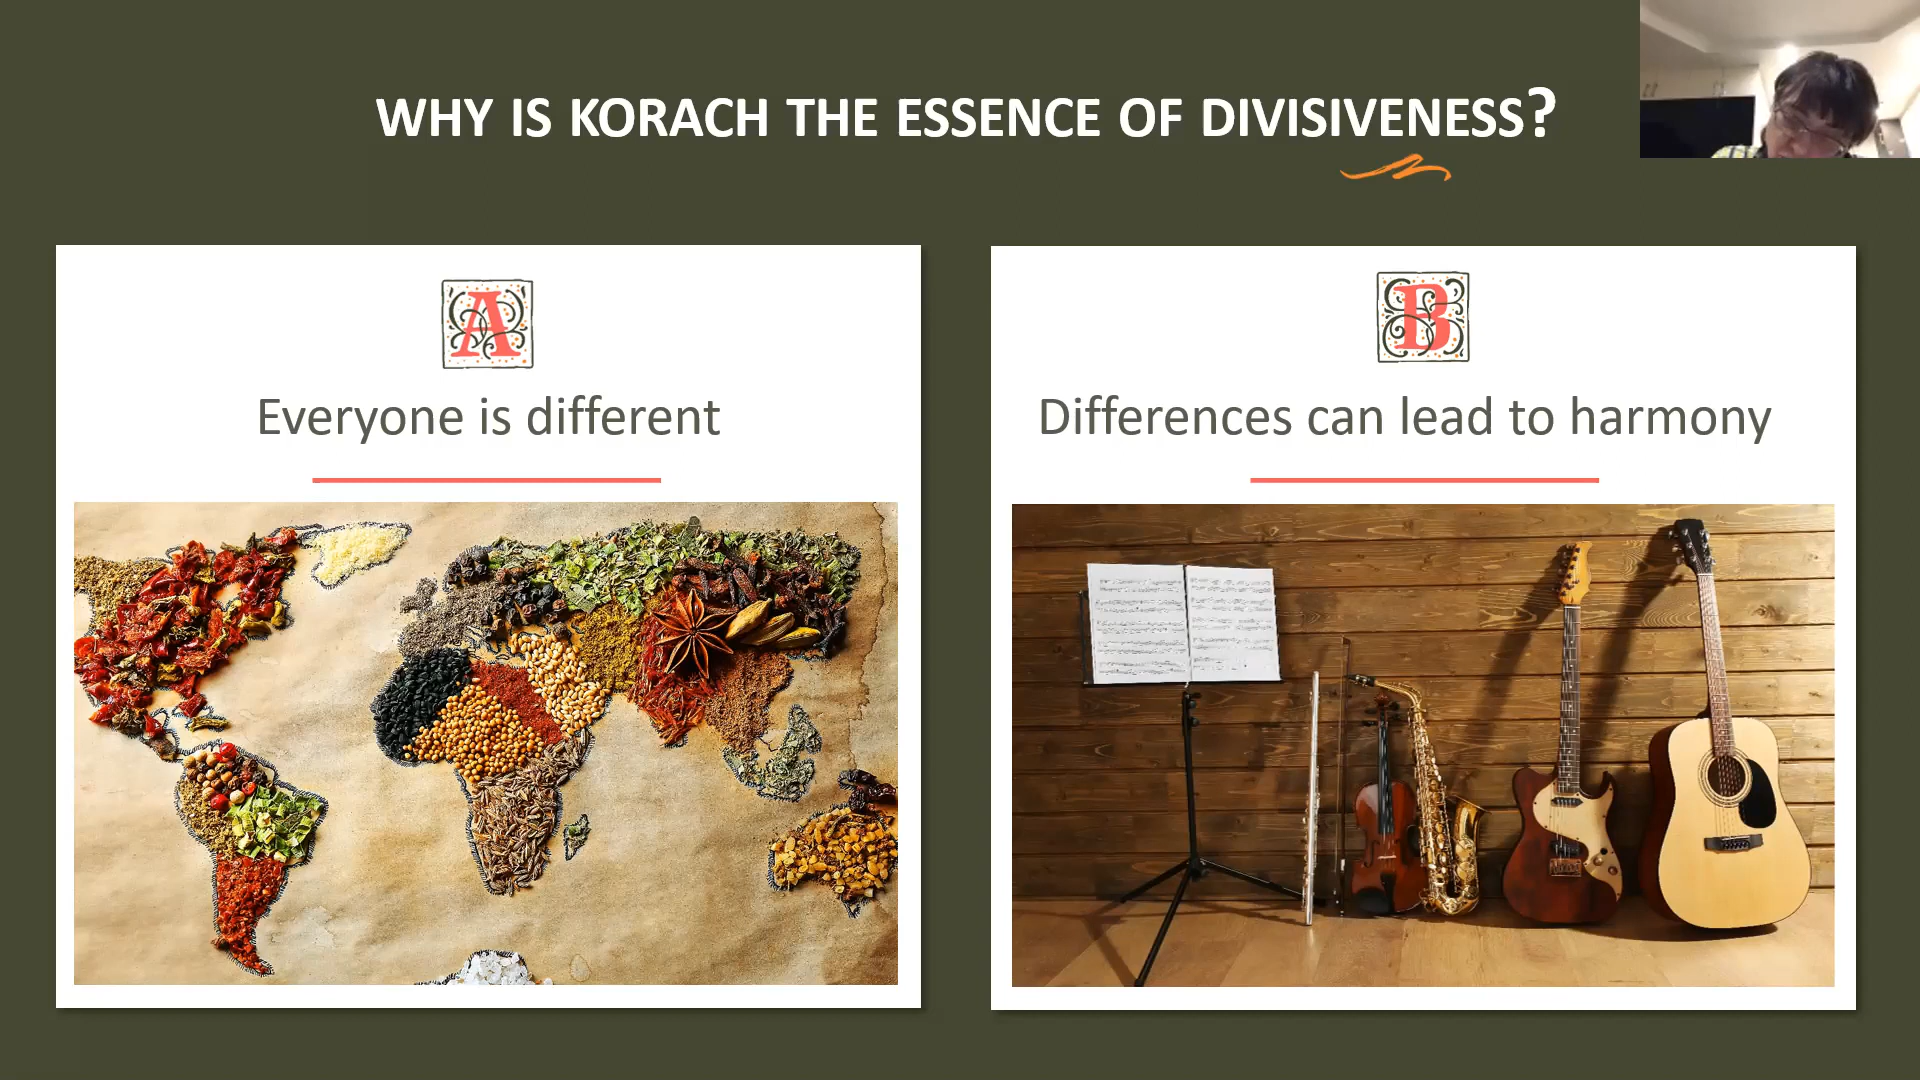 WHY IS KORACH THE ESSENCE OF DIVISIVENESS?
A
Everyone is different
B
Differences can lead to harmony